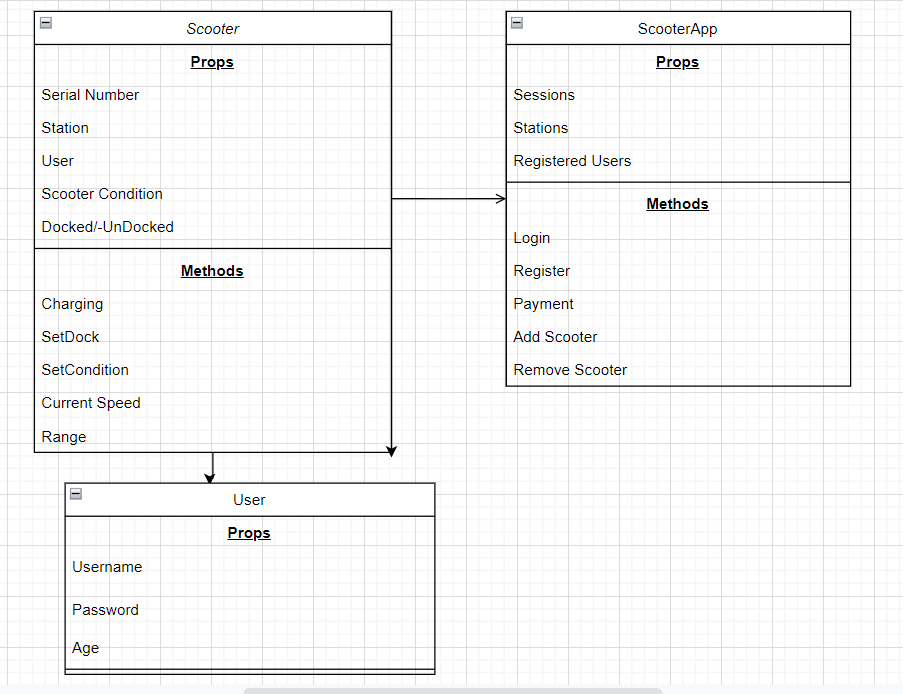 Scooter
Props
Serial Number
Station
User
Scooter Condition
Docked/-UnDocked
Methods
Charging
SetDock
SetCondition
Current Speed
Range
ScooterApp
Props
Sessions
Stations
Registered Users
Methods
Login
Register
Payment
Add Scooter
Remove Scooter
User
Props
Username
Password
Age